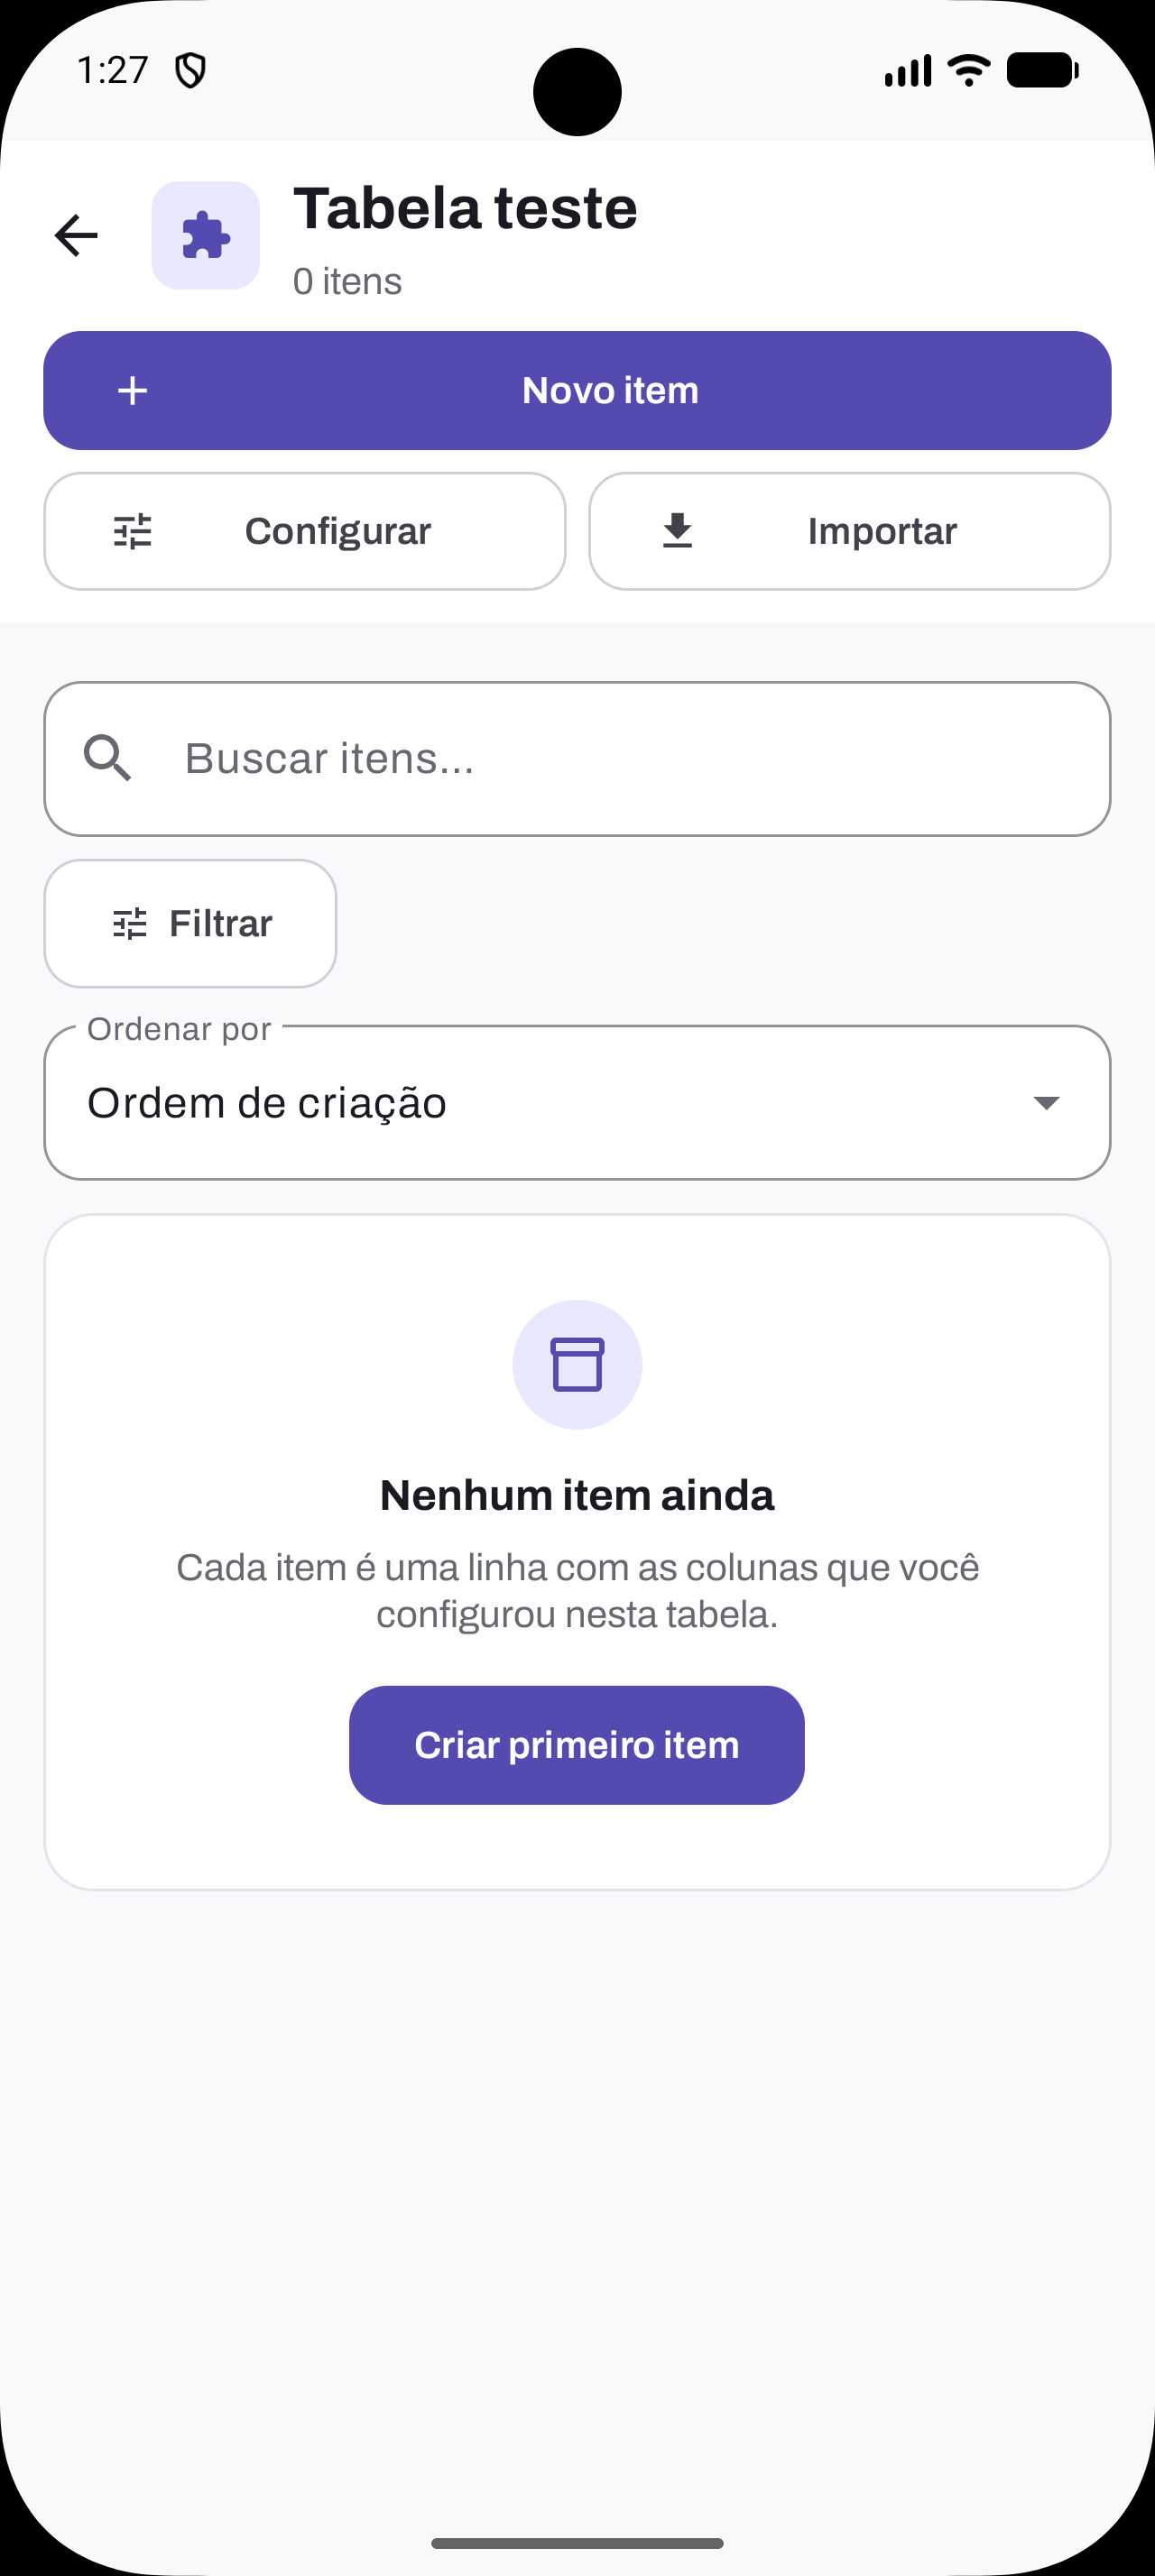 1:27
Tabela teste
0 itens
Novo item
Configurar
Importar
Buscar itens...
Filtrar
Ordenar por
Ordem de criação
Nenhum item ainda
Cada item é uma linha com as colunas que você
configurou nesta tabela.
Criar primeiro item